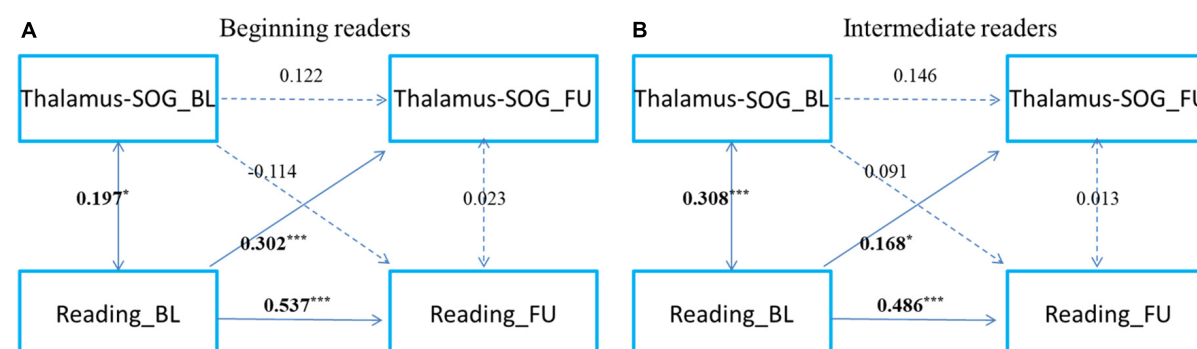 A
Beginning readers
Thalamus-SOG_BL
0.122
Thalamus-SOG_FU
-0.114
0.197*
0.023
0.302***
Reading_BL
0.537***
Reading_FU
B
Intermediate readers
Thalamus-SOG_BL
0.146
Thalamus-SOG_FU
0.091
0.308***
0.013
0.168*
Reading_BL
0.486***
Reading_FU